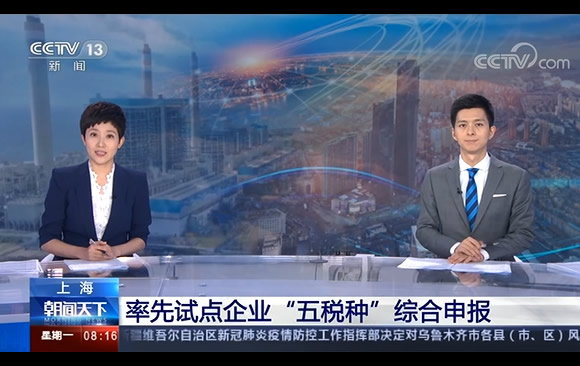 CCTV 13
新闻
CCTV.com
上海
朝闻天下
MORNING NEWS
率先试点企业“五税种”综合申报
星期一 08:16
疆维吾尔自治区新冠肺炎疫情防控工作指挥部决定对乌鲁木齐市各县（市、区）风